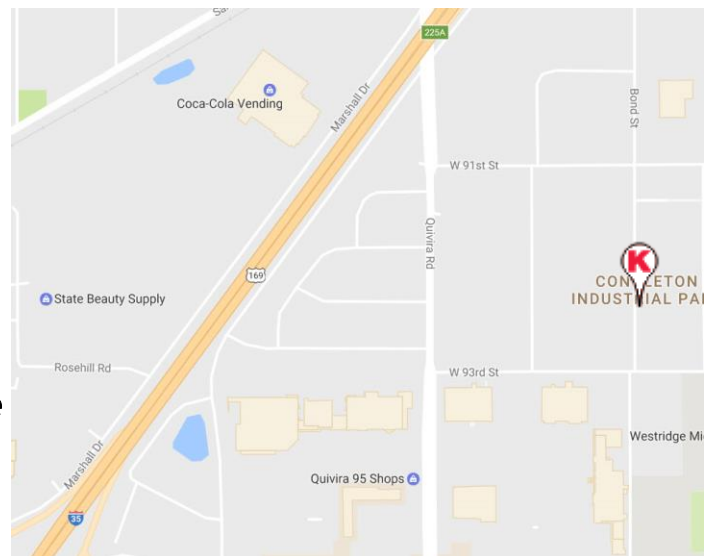 225A
Coca-Cola Vending
Marshall Dr
Bond St
W 91st St
Quivira Rd
169
K
INDUSTRIAL
State Beauty Supply
Rosehill Rd
W 93rd St
Westridge
Marshall Dr
Quivira 95 Shops
35